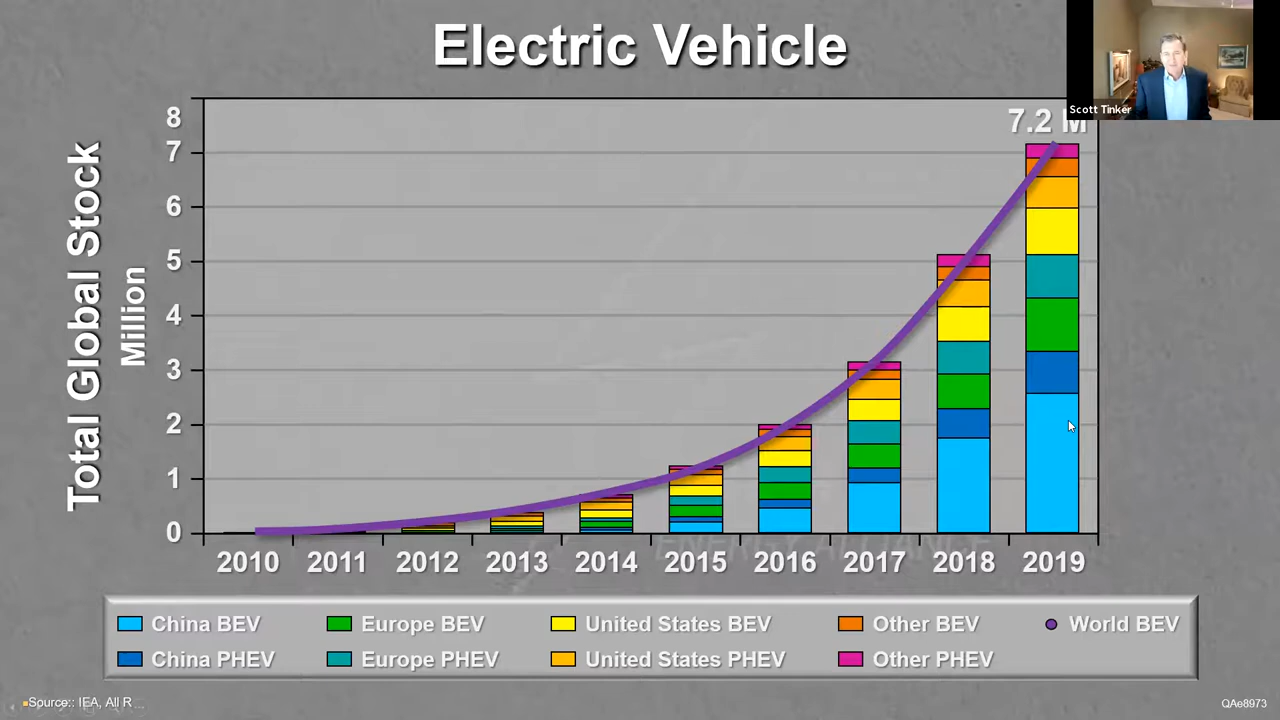 Electric Vehicle
Scott Tinker
7.2 M
Total Global Stock
Million
8
7
6
5
4
3
2
1
0
ENERGY ALLIANCE
2010 2011 2012 2013 2014 2015 2016 2017 2018 2019
China BEV Europe BEV United States BEV Other BEV World BEV
China PHEV Europe PHEV United States PHEV Other PHEV
Source:: IEA, All R...
QAe8973